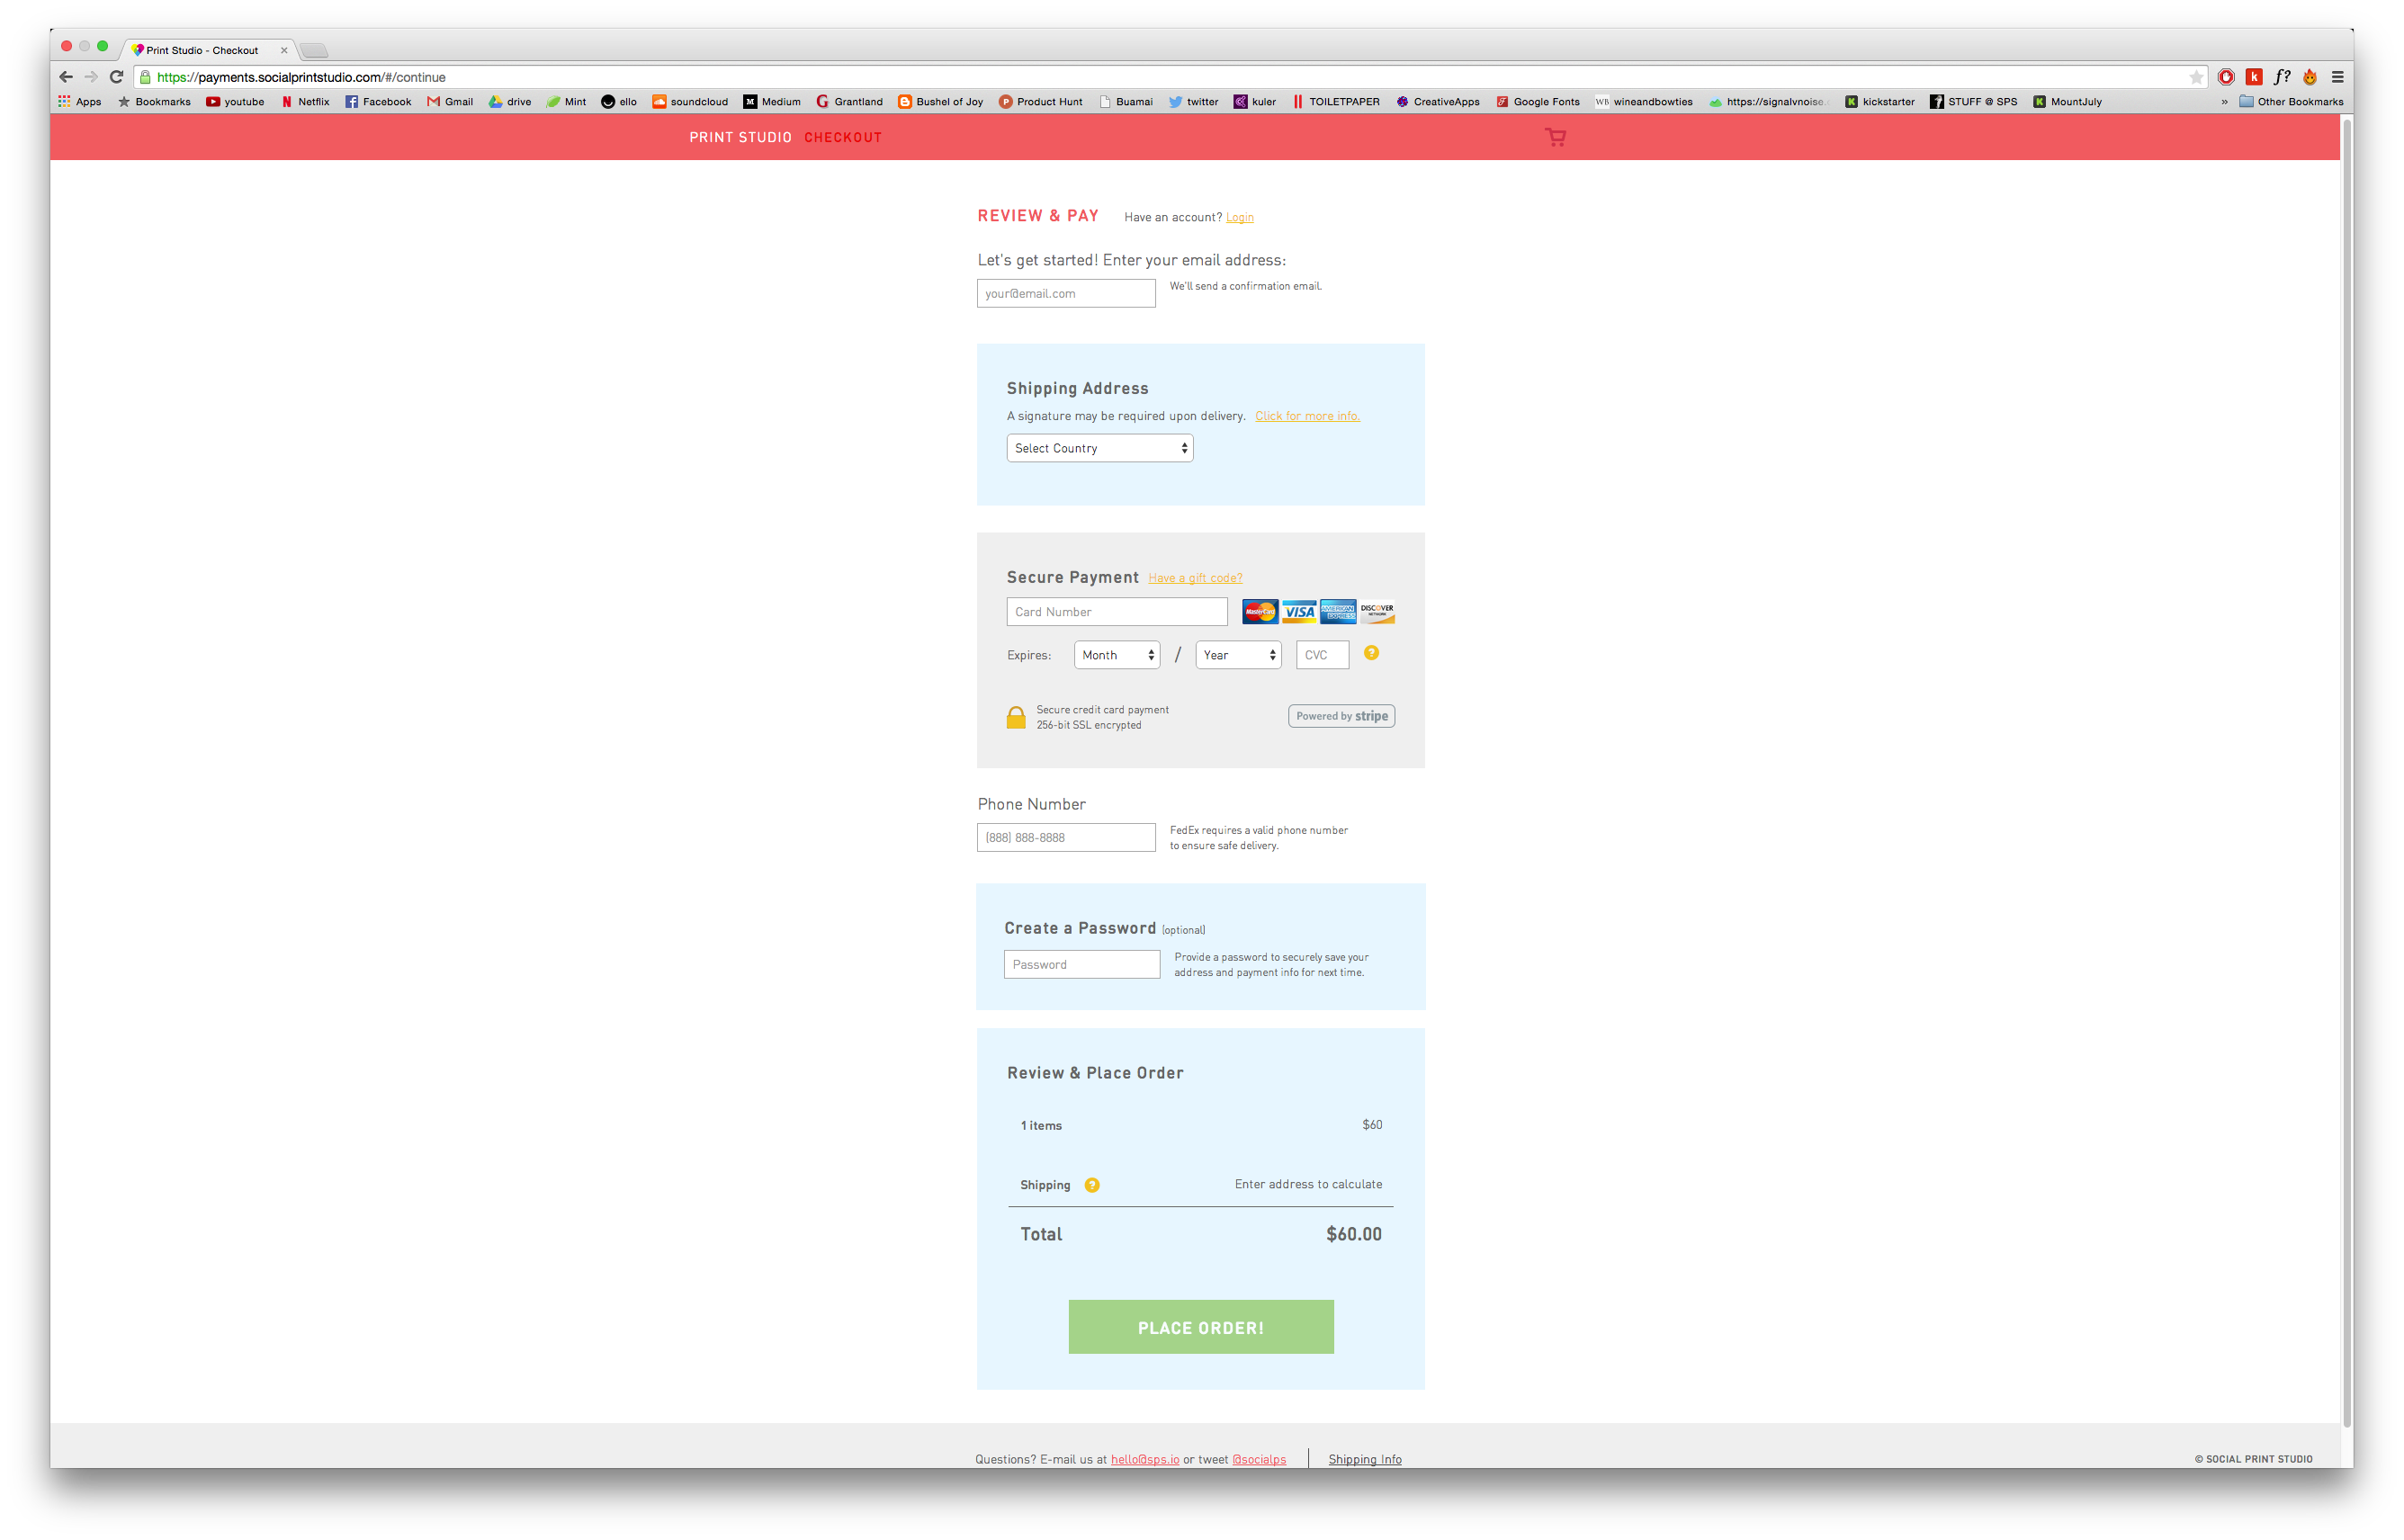 Print Studio - Checkout
https://payments.socialprintstudio.com/#/continue
Apps Bookmarks youtube Netflix Facebook Gmail drive Mint ello soundcloud Medium Grantland Bushel of Joy Product Hunt Buamai twitter kuler TOILETPAPER CreativeApps Google Fonts wineandbowties https://signalvnoise. kickstarter STUFF @ SPS MountJuly » Other Bookmarks
PRINT STUDIO CHECKOUT
REVIEW & PAY Have an account? Login
Let's get started! Enter your email address:
your@email.com
We'll send a confirmation email.
Shipping Address
A signature may be required upon delivery. Click for more info.
Select Country
Secure Payment Have a gift code?
Card Number MasterCard VISA AMERICAN EXPRESS DISCOVER NETWORK
Expires: Month / Year CVC ?
Secure credit card payment
256-bit SSL encrypted
Powered by stripe
Phone Number
(888) 888-8888
FedEx requires a valid phone number
to ensure safe delivery.
Create a Password (optional)
Password
Provide a password to securely save your
address and payment info for next time.
Review & Place Order
1 items $60
Shipping ? Enter address to calculate
Total $60.00
PLACE ORDER!
Questions? E-mail us at hello@sps.io or tweet @socialps Shipping Info © SOCIAL PRINT STUDIO